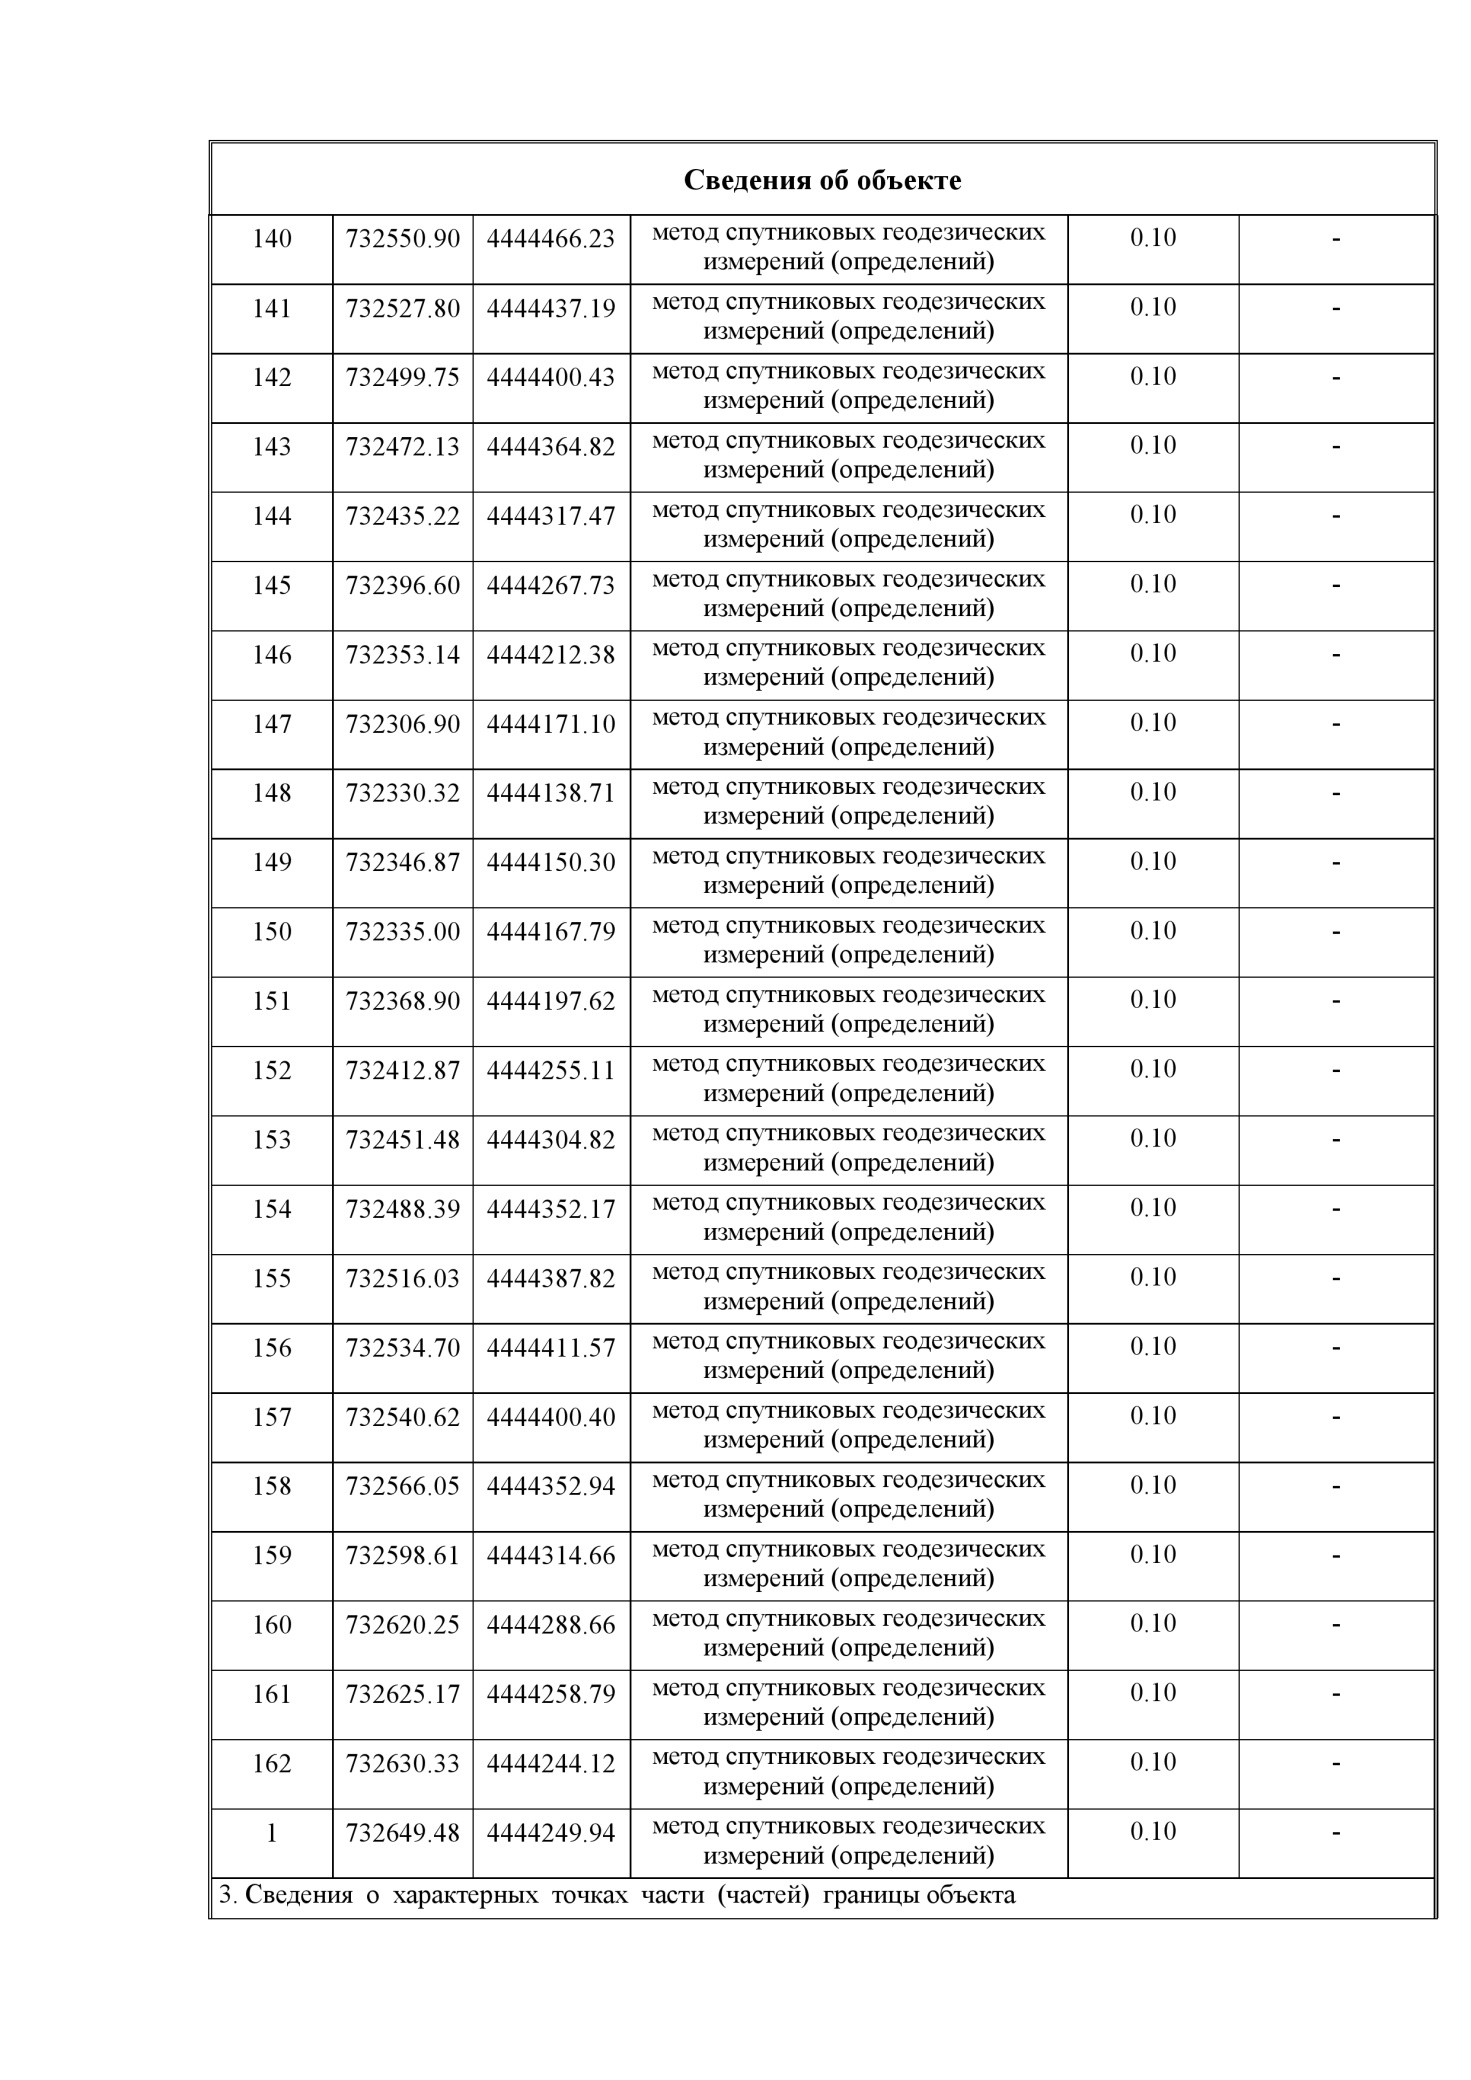 Сведения об объекте
140 732550.90 4444466.23 метод спутниковых геодезических измерений (определений) 0.10 -
141 732527.80 4444437.19 метод спутниковых геодезических измерений (определений) 0.10 -
142 732499.75 4444400.43 метод спутниковых геодезических измерений (определений) 0.10 -
143 732472.13 4444364.82 метод спутниковых геодезических измерений (определений) 0.10 -
144 732435.22 4444317.47 метод спутниковых геодезических измерений (определений) 0.10 -
145 732396.60 4444267.73 метод спутниковых геодезических измерений (определений) 0.10 -
146 732353.14 4444212.38 метод спутниковых геодезических измерений (определений) 0.10 -
147 732306.90 4444171.10 метод спутниковых геодезических измерений (определений) 0.10 -
148 732330.32 4444138.71 метод спутниковых геодезических измерений (определений) 0.10 -
149 732346.87 4444150.30 метод спутниковых геодезических измерений (определений) 0.10 -
150 732335.00 4444167.79 метод спутниковых геодезических измерений (определений) 0.10 -
151 732368.90 4444197.62 метод спутниковых геодезических измерений (определений) 0.10 -
152 732412.87 4444255.11 метод спутниковых геодезических измерений (определений) 0.10 -
153 732451.48 4444304.82 метод спутниковых геодезических измерений (определений) 0.10 -
154 732488.39 4444352.17 метод спутниковых геодезических измерений (определений) 0.10 -
155 732516.03 4444387.82 метод спутниковых геодезических измерений (определений) 0.10 -
156 732534.70 4444411.57 метод спутниковых геодезических измерений (определений) 0.10 -
157 732540.62 4444400.40 метод спутниковых геодезических измерений (определений) 0.10 -
158 732566.05 4444352.94 метод спутниковых геодезических измерений (определений) 0.10 -
159 732598.61 4444314.66 метод спутниковых геодезических измерений (определений) 0.10 -
160 732620.25 4444288.66 метод спутниковых геодезических измерений (определений) 0.10 -
161 732625.17 4444258.79 метод спутниковых геодезических измерений (определений) 0.10 -
162 732630.33 4444244.12 метод спутниковых геодезических измерений (определений) 0.10 -
1 732649.48 4444249.94 метод спутниковых геодезических измерений (определений) 0.10 -
3. Сведения о характерных точках части (частей) границы объекта